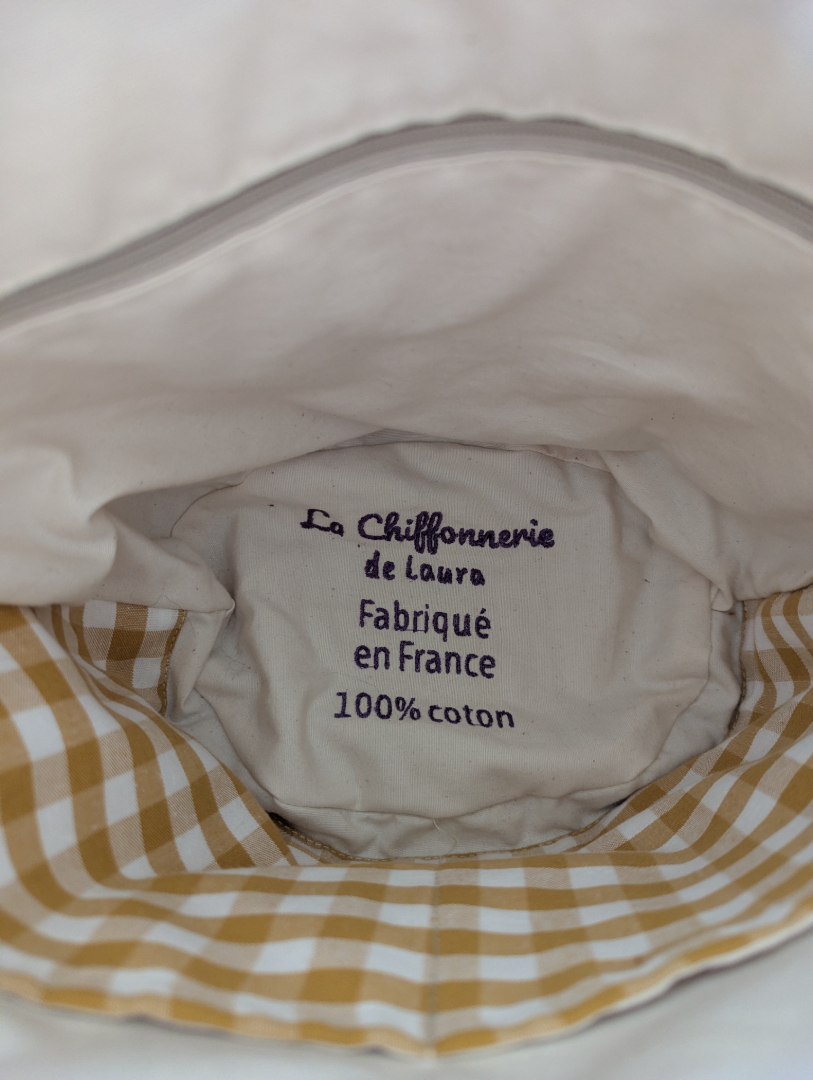 La Chiffonnerie
de Laura
Fabriqué
en France
100% coton